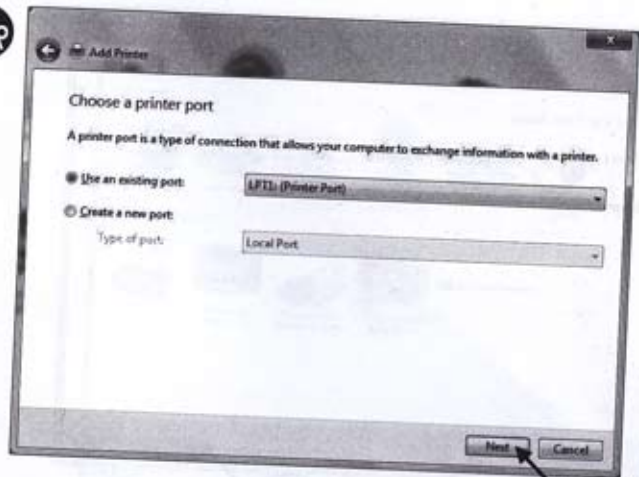 Add Printer
Choose a printer port
A printer port is a type of connection that allows your computer to exchange information with a printer.
Use an existing port: LPT1: (Printer Port)
Create a new port:
Type of port: Local Port
Next Cancel